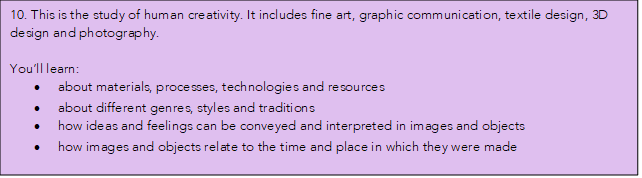 10. This is the study of human creativity. It includes fine art, graphic communication, textile design, 3D
design and photography.
You'll learn:
• about materials, processes, technologies and resources
• about different genres, styles and traditions
• how ideas and feelings can be conveyed and interpreted in images and objects
• how images and objects relate to the time and place in which they were made